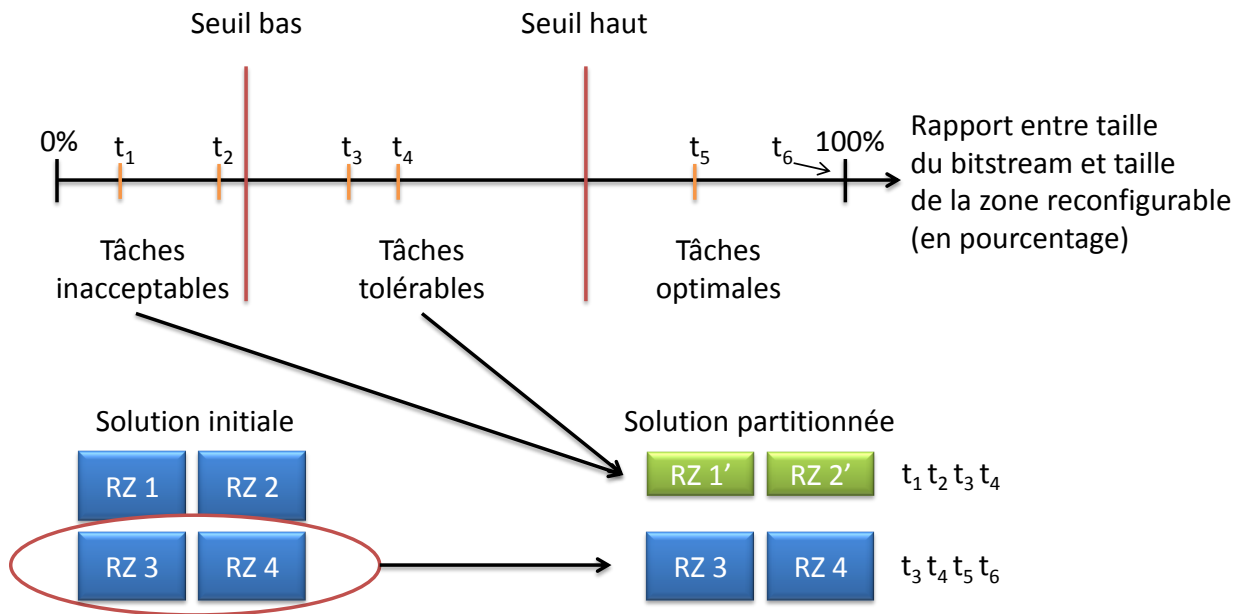 Seuil bas
Seuil haut
0%
t1
t2
t3
t4
t5
t6
100%
Rapport entre taille
du bitstream et taille
de la zone reconfigurable
(en pourcentage)
Tâches
inacceptables
Tâches
tolérables
Tâches
optimales
Solution initiale
Solution partitionnée
RZ 1
RZ 2
RZ 1’
RZ 2’
t1 t2 t3 t4
RZ 3
RZ 4
RZ 3
RZ 4
t3 t4 t5 t6